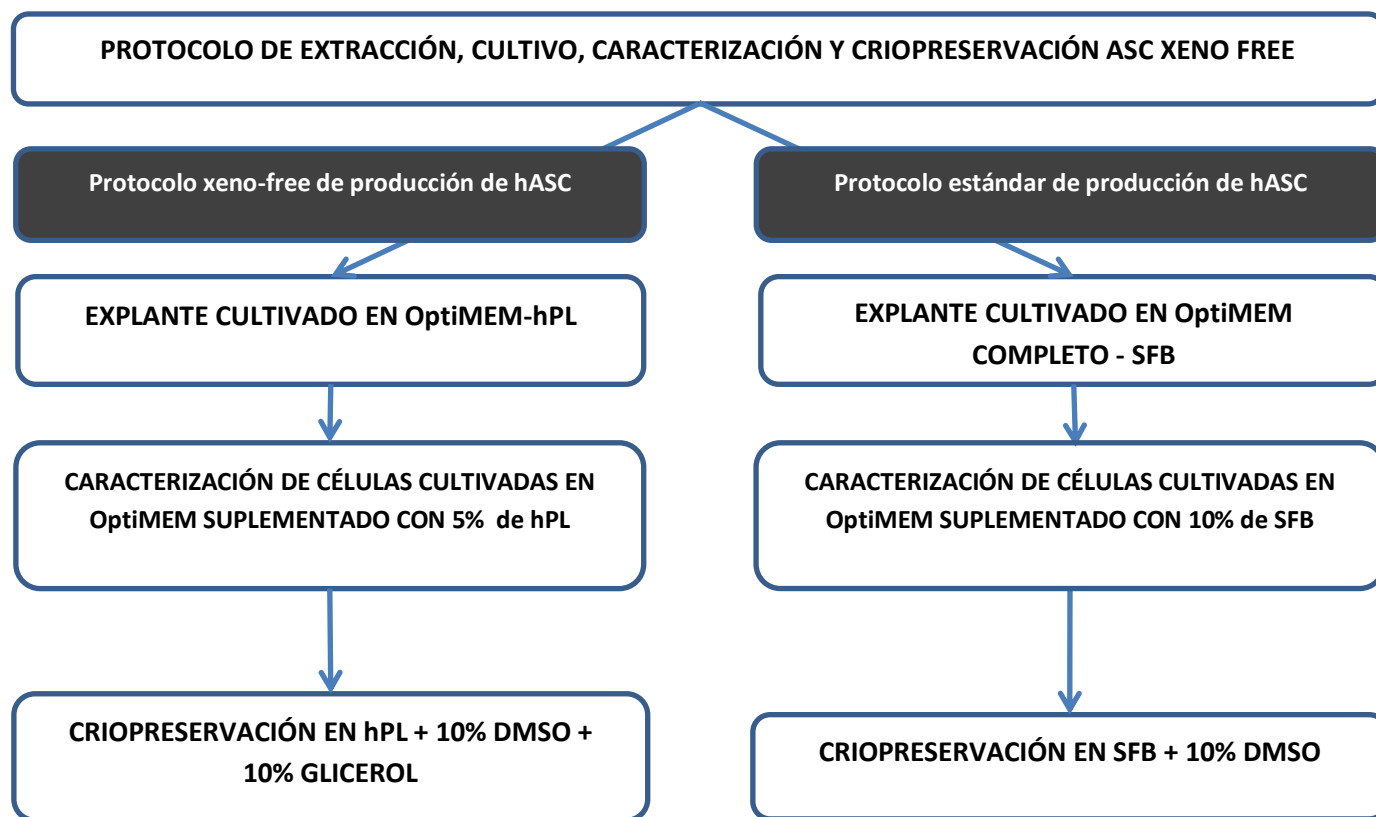 PROTOCOLO DE EXTRACCIÓN, CULTIVO, CARACTERIZACIÓN Y CRIOPRESERVACIÓN ASC XENO FREE
Protocolo xeno-free de producción de hASC
EXPLANTE CULTIVADO EN OptiMEM-hPL
CARACTERIZACIÓN DE CÉLULAS CULTIVADAS EN
OptiMEM SUPLEMENTADO CON 5% de hPL
CRIOPRESERVACIÓN EN hPL + 10% DMSO +
10% GLICEROL
Protocolo estándar de producción de hASC
EXPLANTE CULTIVADO EN OptiMEM
COMPLETO - SFB
CARACTERIZACIÓN DE CÉLULAS CULTIVADAS EN
OptiMEM SUPLEMENTADO CON 10% de SFB
CRIOPRESERVACIÓN EN SFB + 10% DMSO